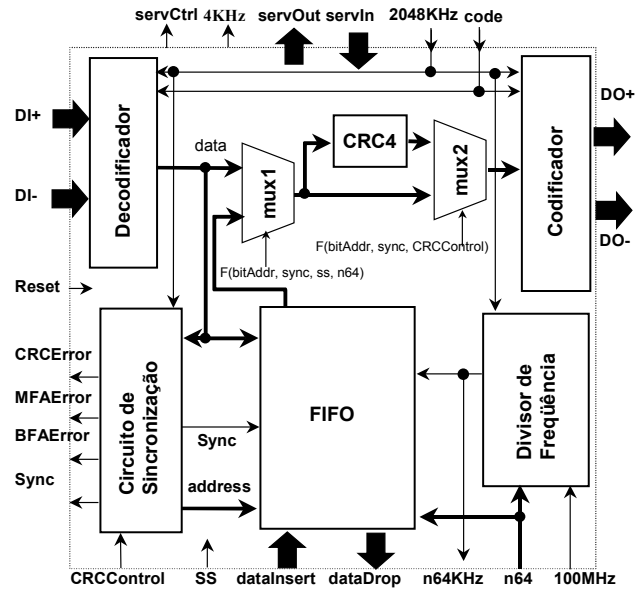 servCtrl 4KHz servOut servIn 2048KHz code
DI+
DI-
Decodificador
data
mux1
CRC4
mux2
Codificador
DO+
DO-
F(bitAddr, sync, CRCControl)
F(bitAddr, sync, ss, n64)
Reset
CRCError
MFAError
BFAError
Sync
Circuito de
Sincronização
Sync
address
FIFO
Divisor de
Freqüência
CRCControl SS dataInsert dataDrop n64KHz n64 100MHz